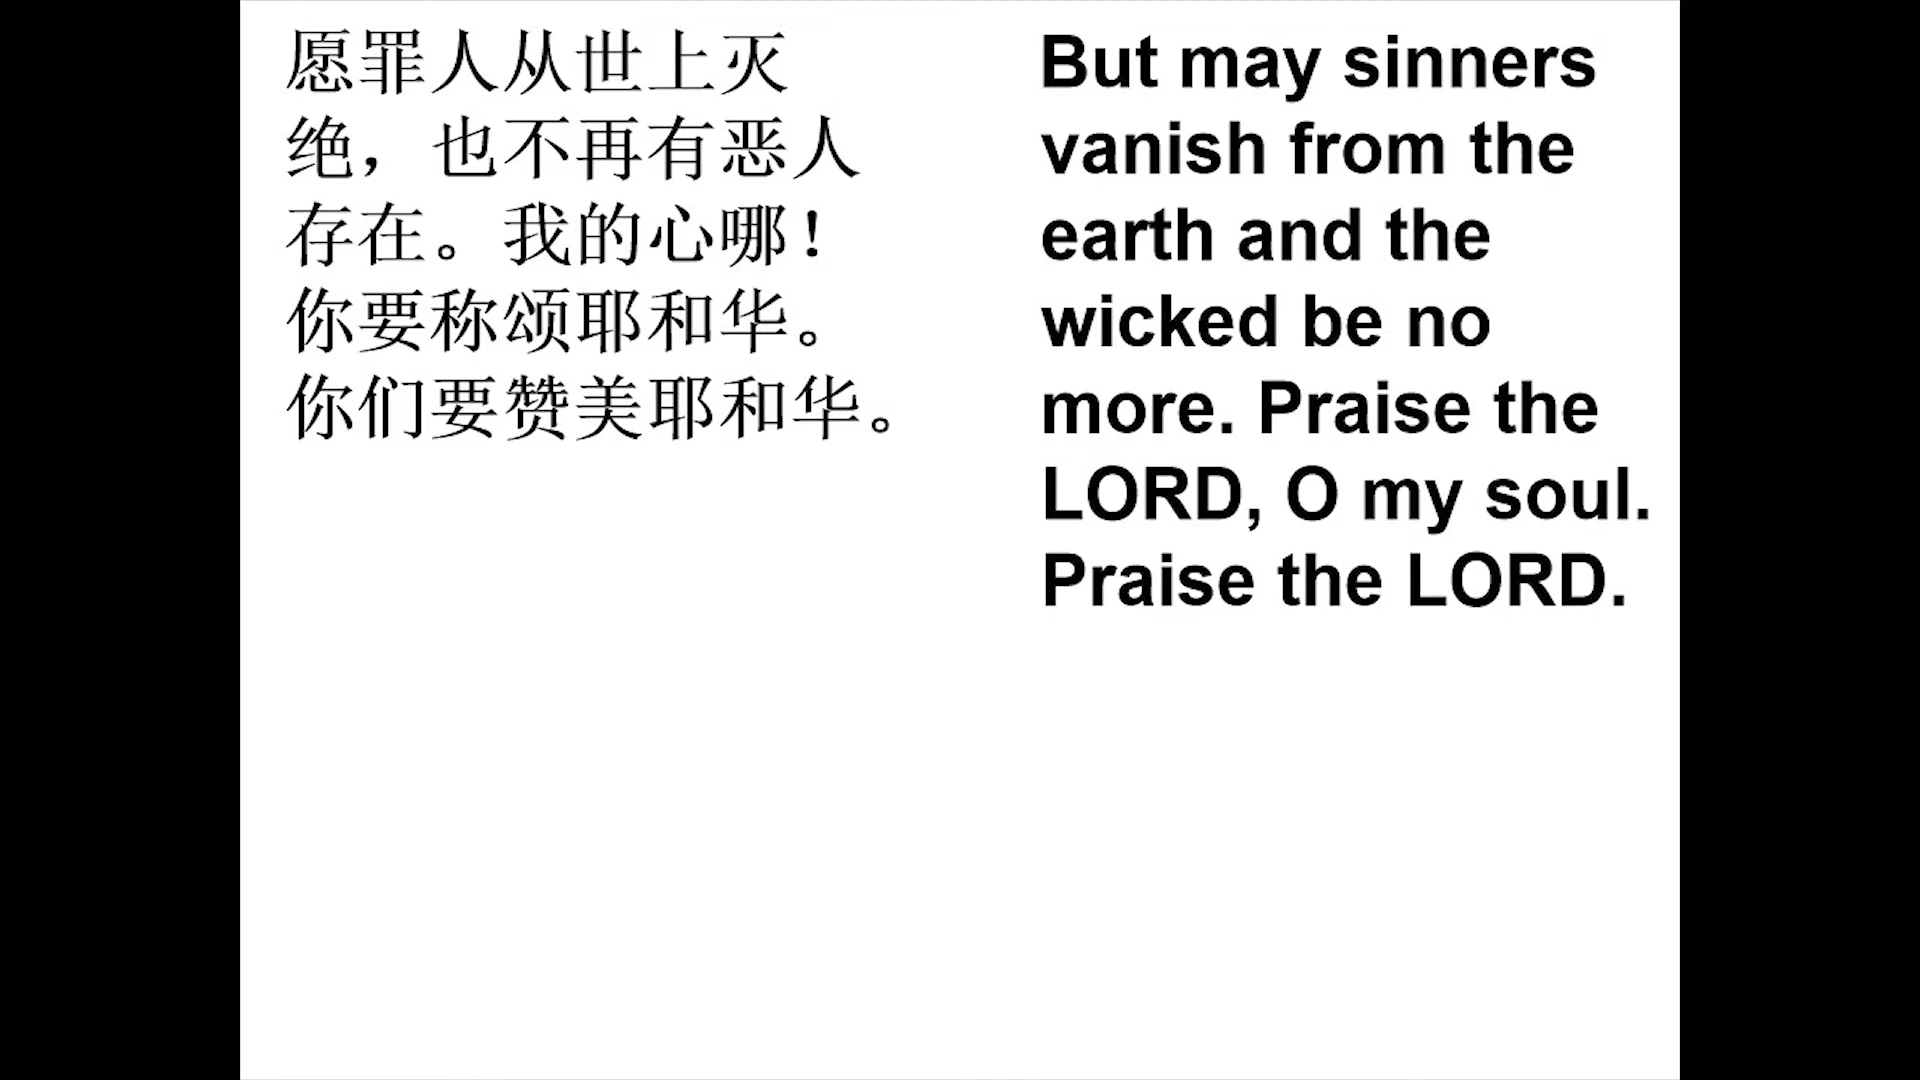 愿罪人从世上灭
绝，也不再有恶人
存在。我的心哪！
你要称颂耶和华。
你们要赞美耶和华。
But may sinners
vanish from the
earth and the
wicked be no
more. Praise the
LORD, O my soul.
Praise the LORD.